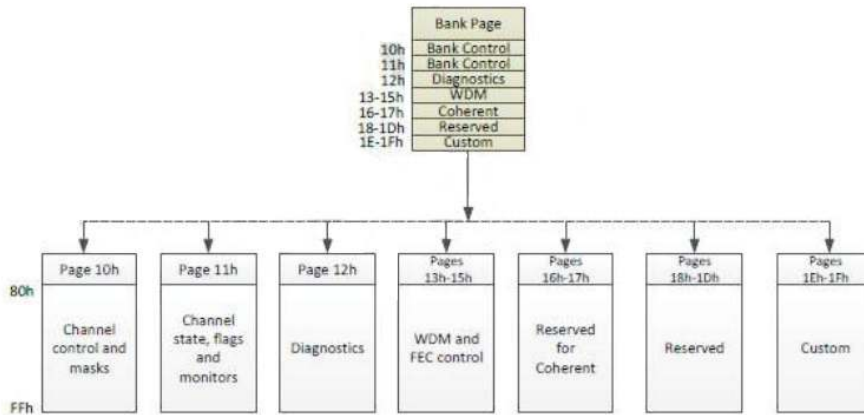 Bank Page
10h Bank Control
11h Bank Control
12h Diagnostics
13-15h WDM
16-17h Coherent
18-1Dh Reserved
1E-1Fh Custom
Page 10h
Page 11h
Page 12h
Pages
13h-15h
Pages
16h-17h
Pages
18h-1Dh
Pages
1Eh-1Fh
80h
Channel
control and
masks
Channel
state, flags
and
monitors
Diagnostics
WDM and
FEC control
Reserved
for
Coherent
Reserved
Custom
FFh